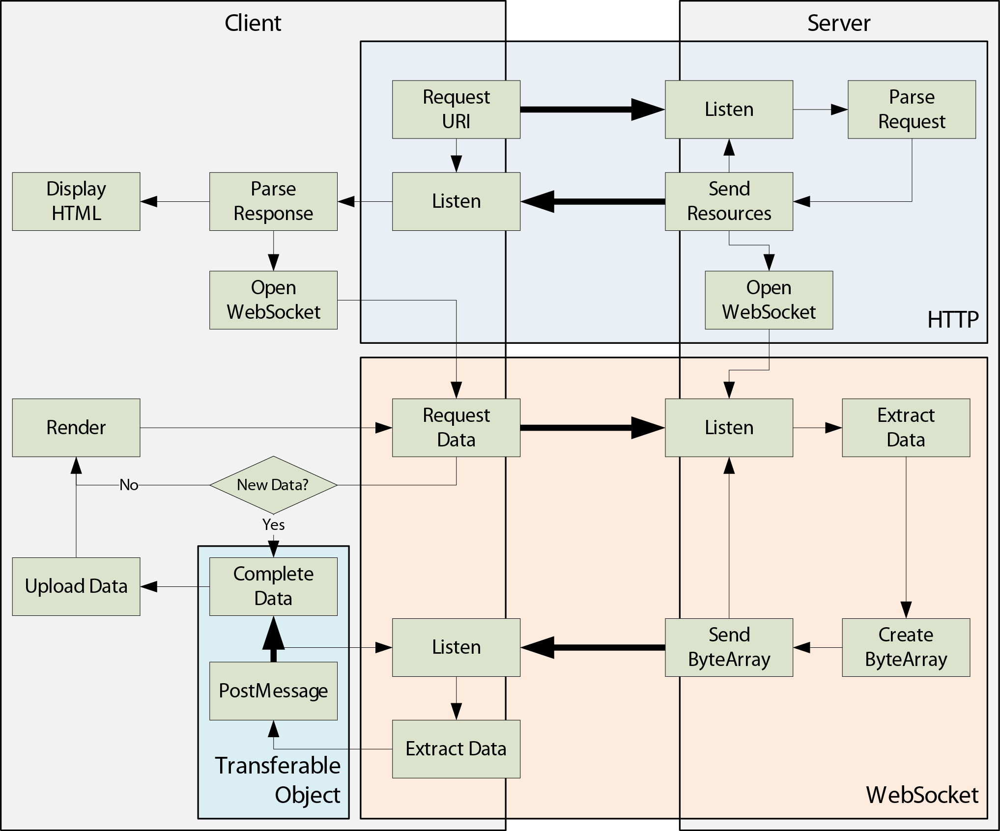 Client
Server
Request
URI
Listen
Parse
Request
Display
HTML
Parse
Response
Listen
Send
Resources
Open
WebSocket
Open
WebSocket
HTTP
Render
Request
Data
Listen
Extract
Data
No
New Data?
Yes
Upload Data
Complete
Data
Listen
Send
ByteArray
Create
ByteArray
PostMessage
Extract Data
Transferable
Object
WebSocket